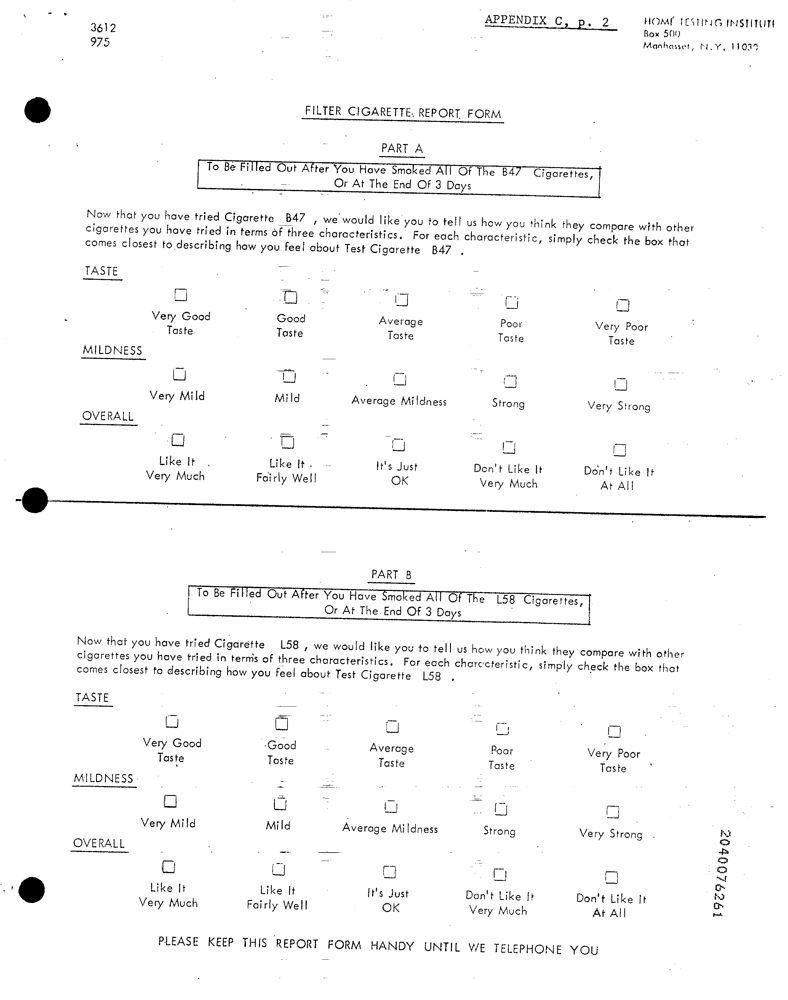 3612
975
APPENDIX C, p. 2
HOME TESTING INSTITUTE
Box 500
Manhasset, N.Y. 11030
FILTER CIGARETTE REPORT FORM
PART A
To Be Filled Out After You Have Smoked All Of The B47 Cigarettes,
Or At The End Of 3 Days
Now that you have tried Cigarette B47 , we would like you to tell us how you think they compare with other
cigarettes you have tried in terms of three characteristics. For each characteristic, simply check the box that
comes closest to describing how you feel about Test Cigarette B47 .
TASTE
Very Good Taste
Good Taste
Average Taste
Poor Taste
Very Poor Taste
MILDNESS
Very Mild
Mild
Average Mildness
Strong
Very Strong
OVERALL
Like It Very Much
Like It Fairly Well
It's Just OK
Don't Like It Very Much
Don't Like It At All
PART B
To Be Filled Out After You Have Smoked All Of The L58 Cigarettes,
Or At The End Of 3 Days
Now that you have tried Cigarette L58 , we would like you to tell us how you think they compare with other
cigarettes you have tried in terms of three characteristics. For each characteristic, simply check the box that
comes closest to describing how you feel about Test Cigarette L58 .
TASTE
Very Good Taste
Good Taste
Average Taste
Poor Taste
Very Poor Taste
MILDNESS
Very Mild
Mild
Average Mildness
Strong
Very Strong
OVERALL
Like It Very Much
Like It Fairly Well
It's Just OK
Don't Like It Very Much
Don't Like It At All
PLEASE KEEP THIS REPORT FORM HANDY UNTIL WE TELEPHONE YOU
2040076261